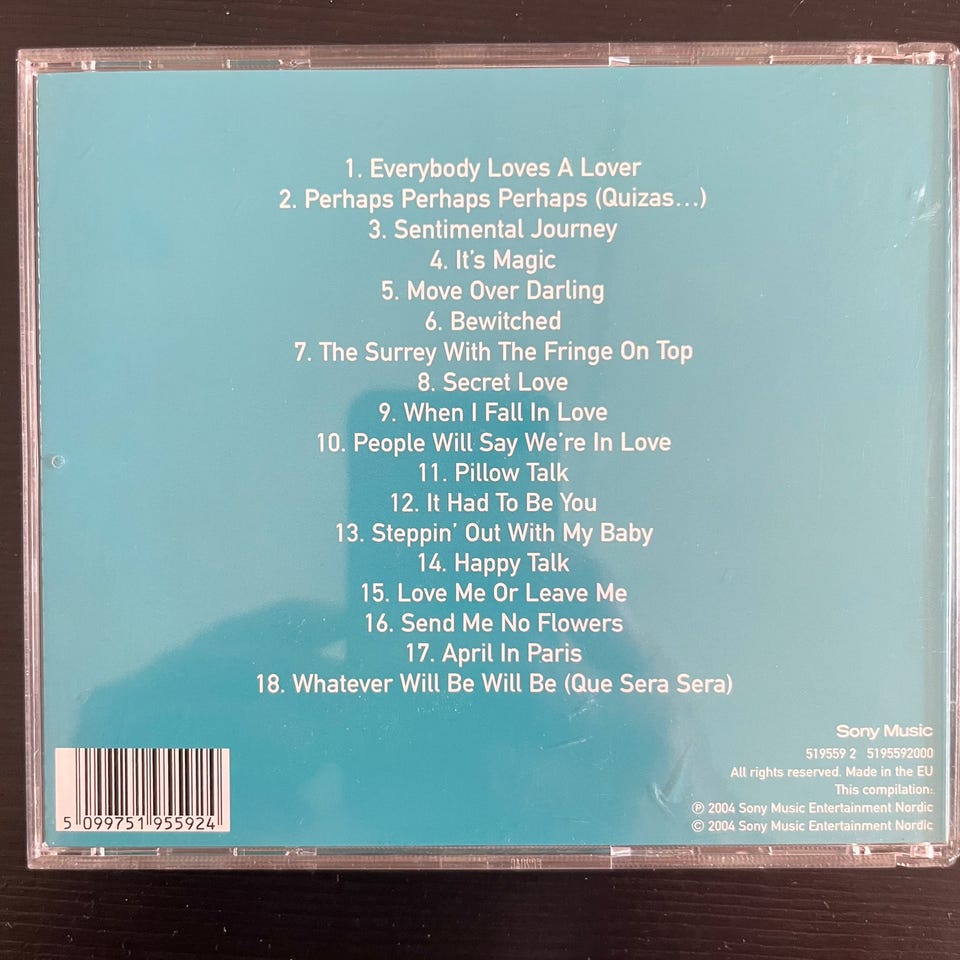 1. Everybody Loves A Lover
2. Perhaps Perhaps Perhaps (Quizas...)
3. Sentimental Journey
4. It's Magic
5. Move Over Darling
6. Bewitched
7. The Surrey With The Fringe On Top
8. Secret Love
9. When I Fall In Love
10. People Will Say We're In Love
11. Pillow Talk
12. It Had To Be You
13. Steppin' Out With My Baby
14. Happy Talk
15. Love Me Or Leave Me
16. Send Me No Flowers
17. April In Paris
18. Whatever Will Be Will Be (Que Sera Sera)
Sony Music
519559 2 5195592000
All rights reserved. Made in the EU
This compilation:
℗ 2004 Sony Music Entertainment Nordic
© 2004 Sony Music Entertainment Nordic
5 099751 955924